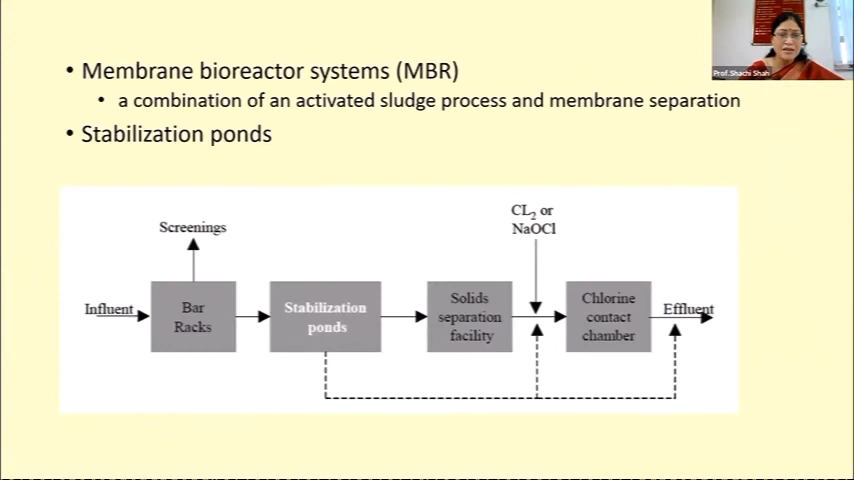 Prof.Shachi Shah
• Membrane bioreactor systems (MBR)
• a combination of an activated sludge process and membrane separation
• Stabilization ponds
Screenings
CL2 or
NaOCl
Influent
Bar
Racks
Stabilization
ponds
Solids
separation
facility
Chlorine
contact
chamber
Effluent